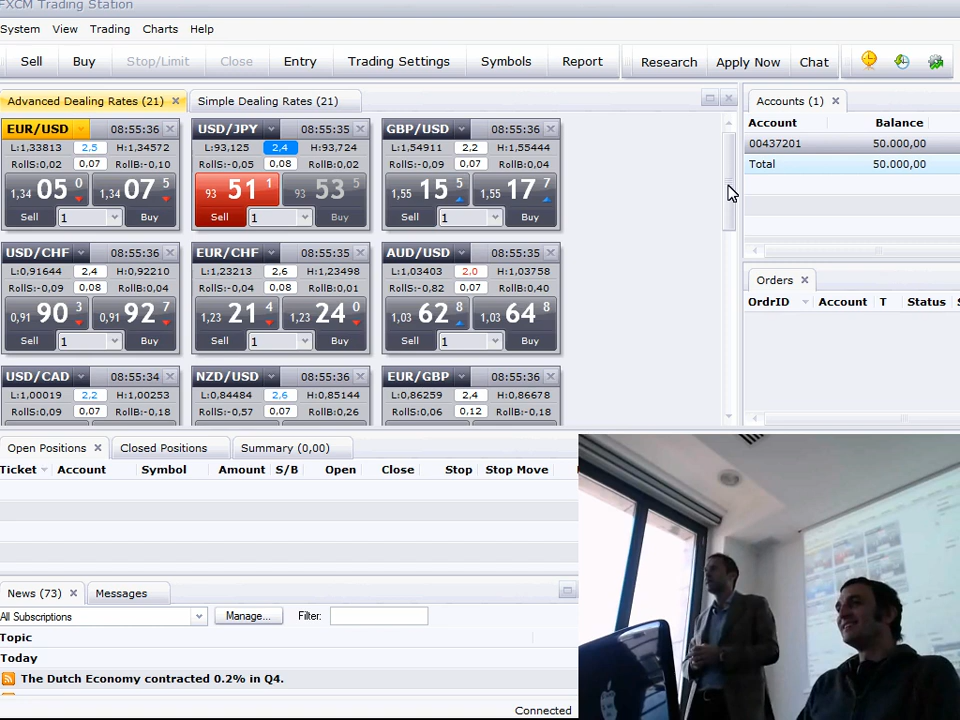 FXCM Trading Station
System View Trading Charts Help
Sell Buy Stop/Limit Close Entry Trading Settings Symbols Report Research Apply Now Chat
Advanced Dealing Rates (21) Simple Dealing Rates (21)
EUR/USD 08:55:36
L:1,33813 2,5 H:1,34572
RollS:0,02 0,07 RollB:-0,10
1,34 05 0 1,34 07 5
Sell 1 Buy
USD/JPY 08:55:35
L:93,125 2,4 H:93,724
RollS:-0,05 0,08 RollB:0,02
93 51 1 93 53 5
Sell 1 Buy
GBP/USD 08:55:36
L:1,54911 2,2 H:1,55444
RollS:-0,09 0,07 RollB:0,04
1,55 15 5 1,55 17 7
Sell 1 Buy
USD/CHF 08:55:36
L:0,91644 2,4 H:0,92210
RollS:-0,09 0,08 RollB:0,04
0,91 90 3 0,91 92 7
Sell 1 Buy
EUR/CHF 08:55:35
L:1,23213 2,6 H:1,23498
RollS:-0,04 0,08 RollB:0,01
1,23 21 4 1,23 24 0
Sell 1 Buy
AUD/USD 08:55:35
L:1,03403 2,0 H:1,03758
RollS:-0,82 0,07 RollB:0,40
1,03 62 8 1,03 64 8
Sell 1 Buy
USD/CAD 08:55:34
L:1,00019 2,2 H:1,00253
RollS:0,09 0,07 RollB:-0,18
NZD/USD 08:55:36
L:0,84484 2,6 H:0,85144
RollS:-0,57 0,07 RollB:0,26
EUR/GBP 08:55:36
L:0,86259 2,4 H:0,86678
RollS:0,06 0,12 RollB:-0,18
Accounts (1)
Account Balance
00437201 50.000,00
Total 50.000,00
Orders
OrdrID Account T Status
Open Positions Closed Positions Summary (0,00)
Ticket Account Symbol Amount S/B Open Close Stop Stop Move
News (73) Messages
All Subscriptions Manage... Filter:
Topic
Today
The Dutch Economy contracted 0.2% in Q4.
Connected